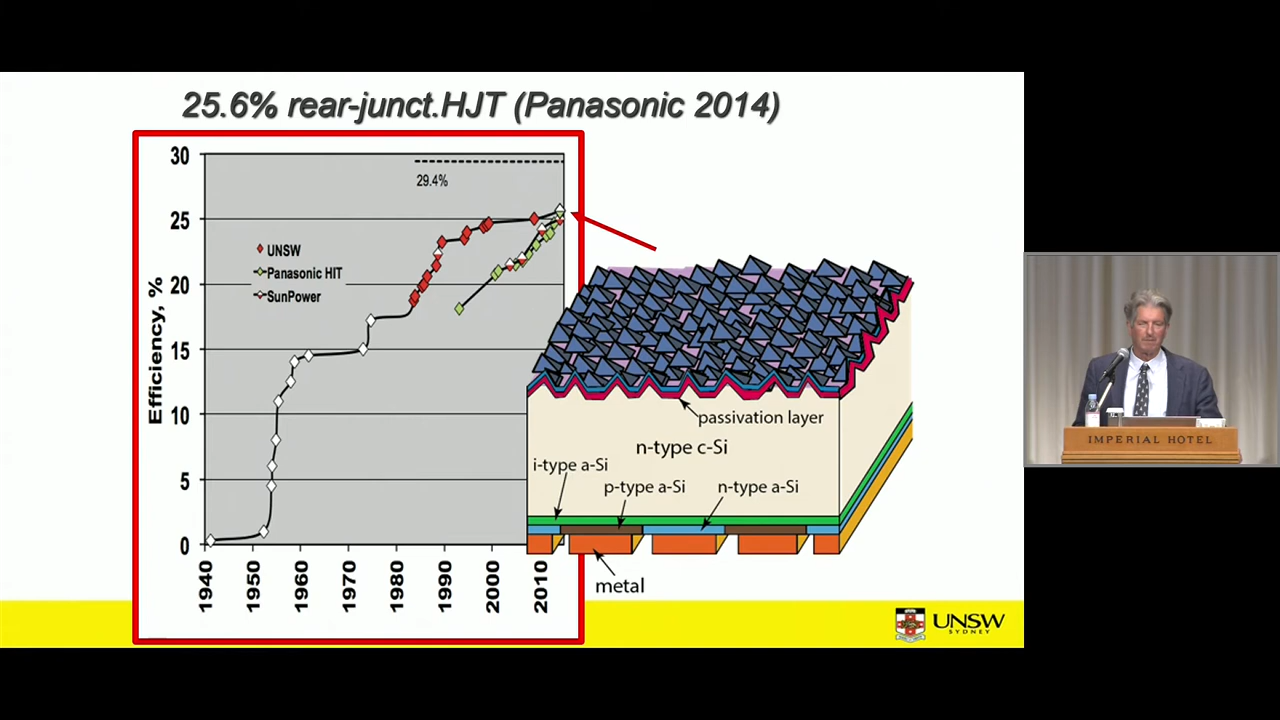 25.6% rear-junct.HJT (Panasonic 2014)
30
29.4%
25
UNSW
Panasonic HIT
20
SunPower
Efficiency, %
15
10
5
0
1940
1950
1960
1970
1980
1990
2000
2010
passivation layer
n-type c-Si
i-type a-Si
p-type a-Si
n-type a-Si
metal
UNSW
SYDNEY
IMPERIAL HOTEL